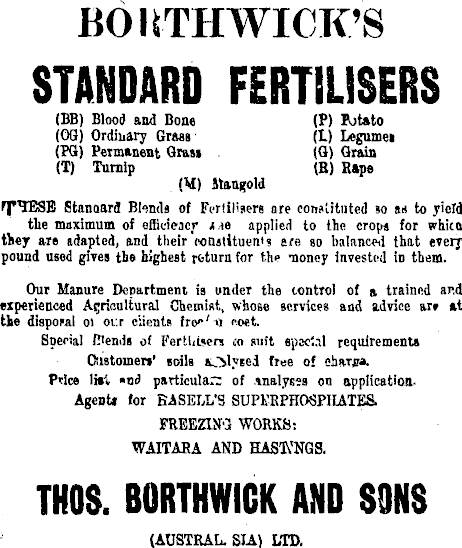 BORTHWICK'S
STANDARD FERTILISERS
(BB) Blood and Bone (P) Potato
(OG) Ordinary Grass (L) Legumes
(PG) Permanent Grass (G) Grain
(T) Turnip (R) Rape
(M) Mangold
THESE Standard Blends of Fertilisers are constituted so as to yield
the maximum of efficiency applied to the crops for which
they are adapted, and their constituents are so balanced that every
pound used gives the highest return for the money invested in them.
Our Manure Department is under the control of a trained and
experienced Agricultural Chemist, whose services and advice are at
the disposal of our clients cost.
Special Blends of Fertilisers to suit special requirements
Customers' soils analysed free of charge.
Price list and particulars of analyses on application.
Agents for BASELL'S SUPERPHOSPHATES.
FREEZING WORKS:
WAITARA AND HASTINGS.
THOS. BORTHWICK AND SONS
(AUSTRALASIA) LTD.